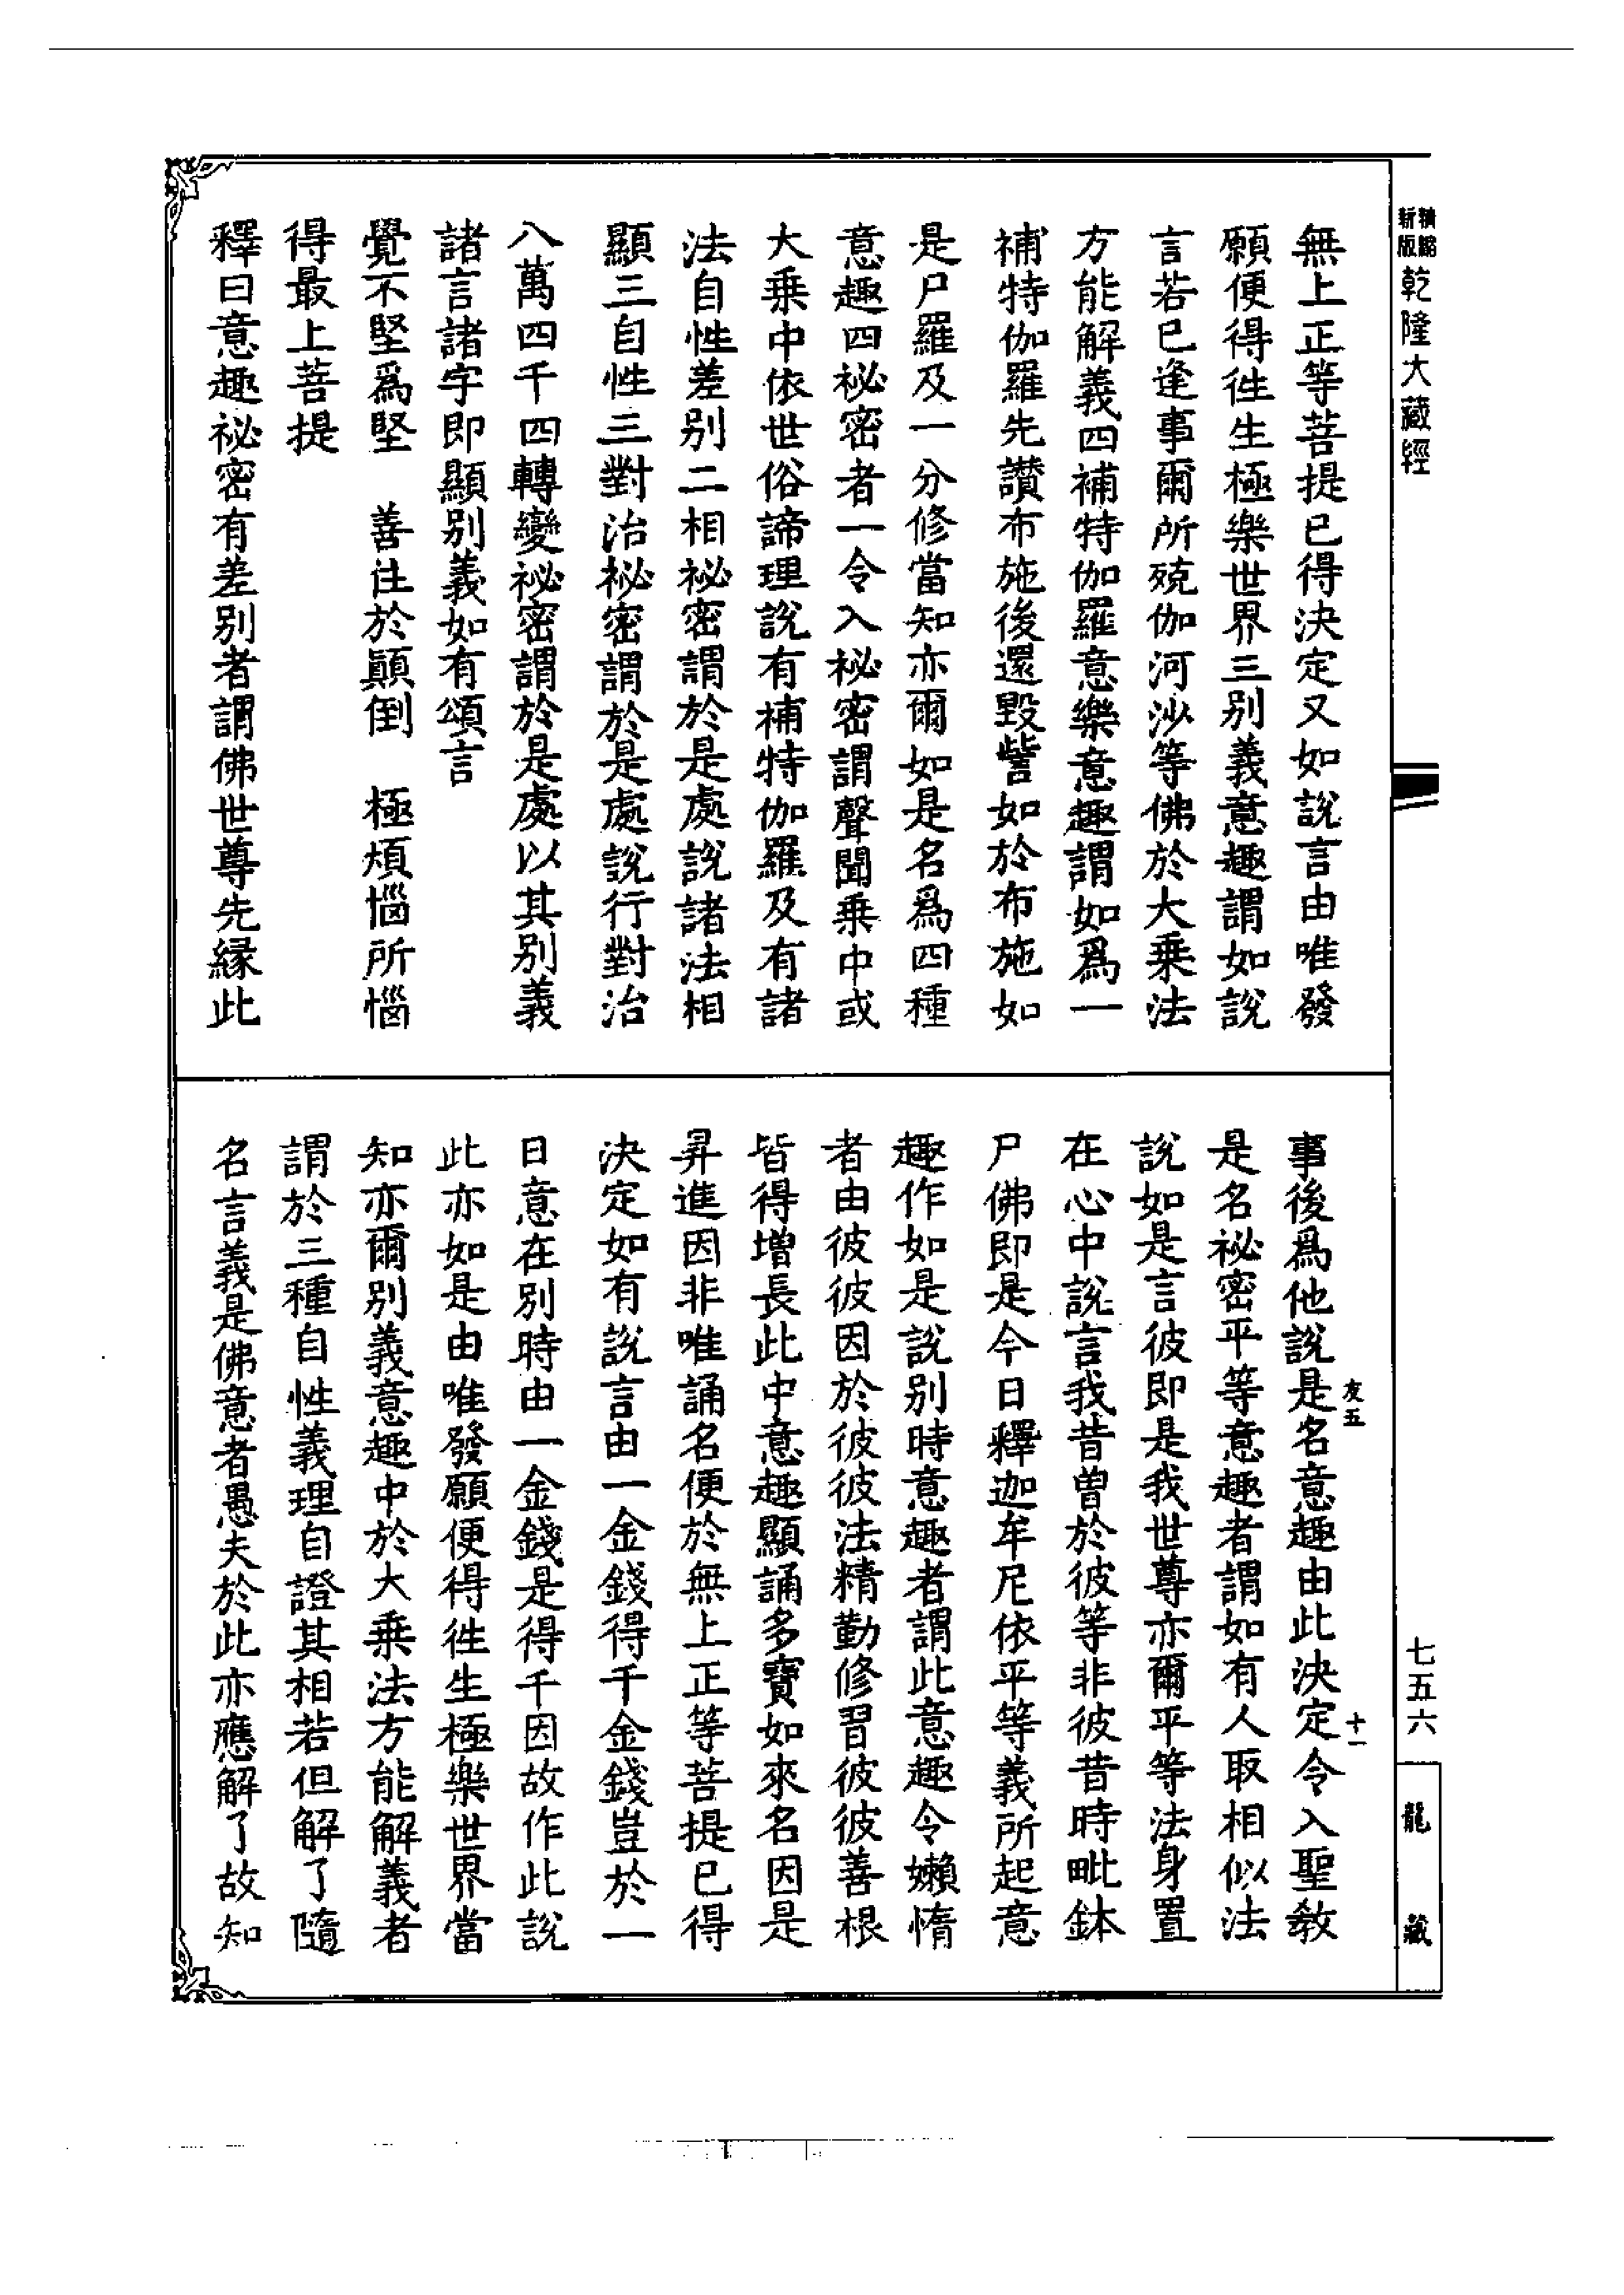 精縮
新版
乾隆大藏經
無上正等菩提已得決定又如說言由唯發
願便得徃生極樂世界三別義意趣謂如說
言若已逢事爾所殑伽河沙等佛於大乗法
方能解義四補特伽羅意樂意趣謂如爲一
補特伽羅先讃布施後還毀訾如於布施如
是尸羅及一分修當知亦爾如是名爲四種
意趣四祕密者一令入祕密謂聲聞乗中或
大乗中依世俗諦理說有補特伽羅及有諸
法自性差別二相祕密謂於是處說諸法相
顯三自性三對治祕密謂於是處說行對治
八萬四千四轉變祕密謂於是處以其別義
諸言諸字即顯別義如有頌言
覺不堅爲堅　善住於顚倒　極煩惱所惱
得最上菩提
釋曰意趣祕密有差別者謂佛世尊先縁此
事後爲他說是名意趣由此決定令入聖教
是名祕密平等意趣者謂如有人取相似法
說如是言彼即是我世尊亦爾平等法身置
在心中說言我昔曽於彼等非彼昔時毗鉢
尸佛即是今日釋迦牟尼依平等義所起意
趣作如是說別時意趣者謂此意趣令嬾惰
者由彼彼因於彼彼法精勤修習彼彼善根
皆得增長此中意趣顯誦多寶如來名因是
昇進因非唯誦名便於無上正等菩提已得
決定如有說言由一金錢得千金錢豈於一
日意在別時由一金錢是得千因故作此說
此亦如是由唯發願便得徃生極樂世界當
知亦爾別義意趣中於大乗法方能解義者
謂於三種自性義理自證其相若但解了隨
名言義是佛意者愚夫於此亦應解了故知
友五
十一
七五六
龍藏